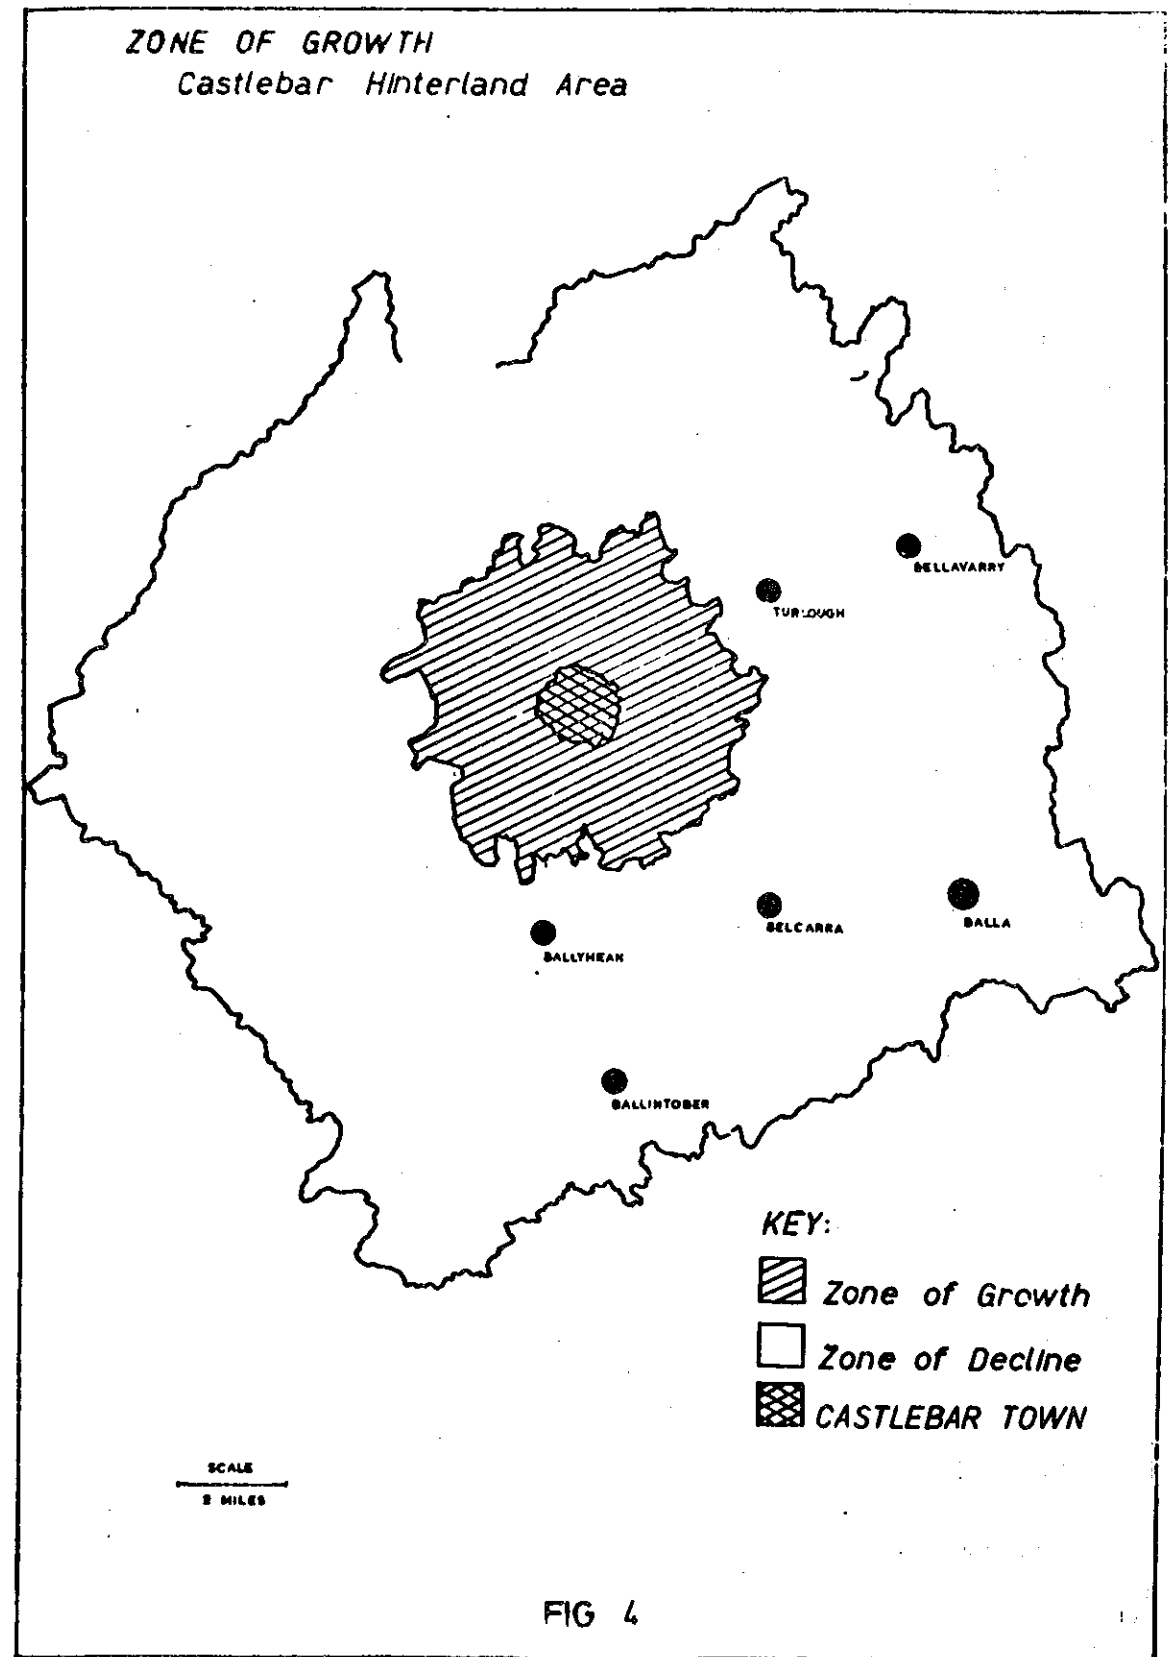 ZONE OF GROWTH
Castlebar Hinterland Area
BELLAVARRY
TURLOUGH
BELCARRA
BALLA
BALLYHEAN
BALLINTOBER
KEY:
Zone of Growth
Zone of Decline
CASTLEBAR TOWN
SCALE
2 MILES
FIG 4